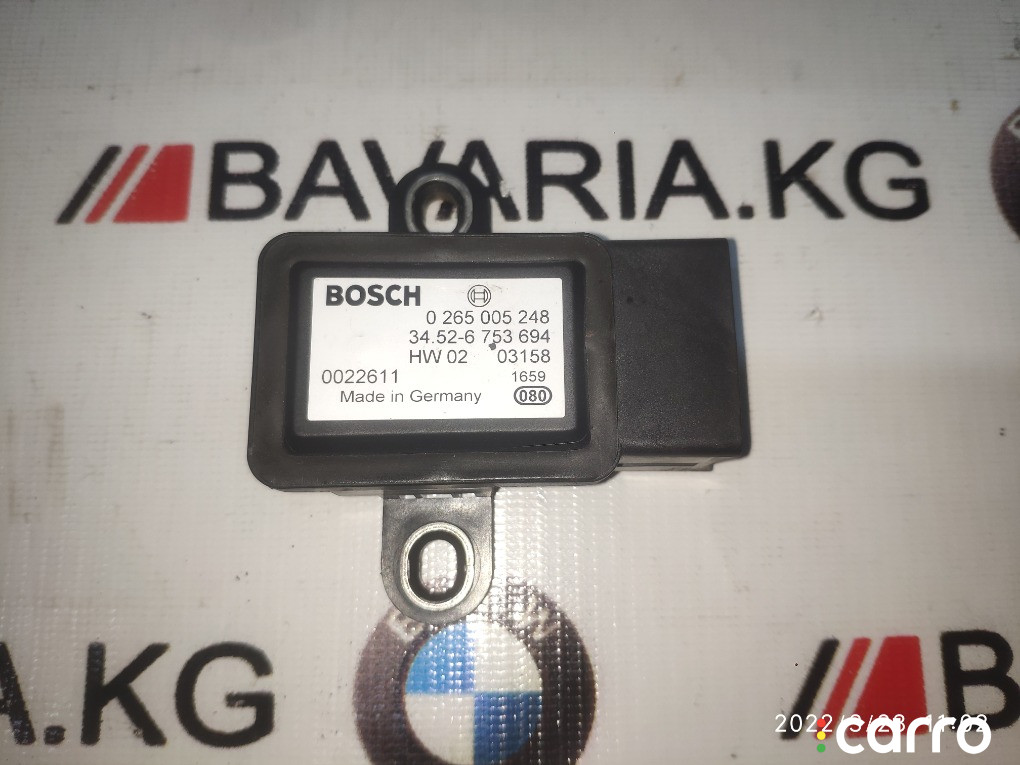 BAVARIA.KG
BOSCH
0 265 005 248
34.52-6 753 694
HW 02 03158
0022611 1659
Made in Germany 080
A.KG
B
carro